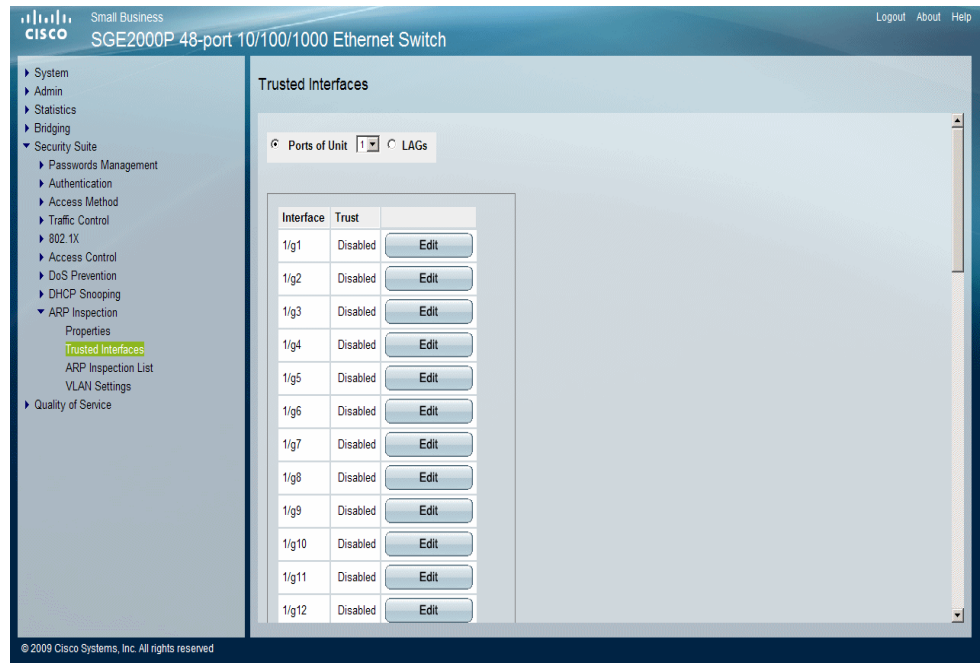 Small Business
Logout About Help
CISCO
SGE2000P 48-port 10/100/1000 Ethernet Switch
System
Admin
Statistics
Bridging
Security Suite
Passwords Management
Authentication
Access Method
Traffic Control
802.1X
Access Control
DoS Prevention
DHCP Snooping
ARP Inspection
Properties
Trusted Interfaces
ARP Inspection List
VLAN Settings
Quality of Service
Trusted Interfaces
Ports of Unit 1 LAGs
Interface Trust
1/g1 Disabled Edit
1/g2 Disabled Edit
1/g3 Disabled Edit
1/g4 Disabled Edit
1/g5 Disabled Edit
1/g6 Disabled Edit
1/g7 Disabled Edit
1/g8 Disabled Edit
1/g9 Disabled Edit
1/g10 Disabled Edit
1/g11 Disabled Edit
1/g12 Disabled Edit
© 2009 Cisco Systems, Inc. All rights reserved